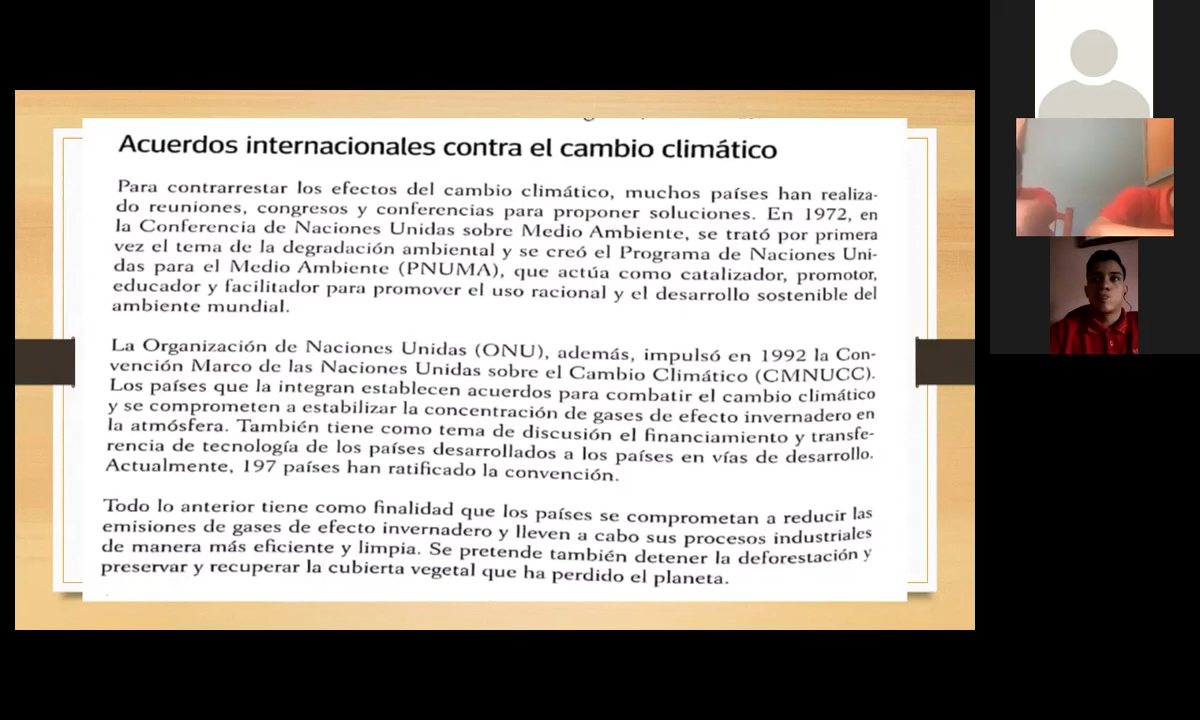 Acuerdos internacionales contra el cambio climático
Para contrarrestar los efectos del cambio climático, muchos países han realiza-
do reuniones, congresos y conferencias para proponer soluciones. En 1972, en
la Conferencia de Naciones Unidas sobre Medio Ambiente, se trató por primera
vez el tema de la degradación ambiental y se creó el Programa de Naciones Uni-
das para el Medio Ambiente (PNUMA), que actúa como catalizador, promotor,
educador y facilitador para promover el uso racional y el desarrollo sostenible del
ambiente mundial.
La Organización de Naciones Unidas (ONU), además, impulsó en 1992 la Con-
vención Marco de las Naciones Unidas sobre el Cambio Climático (CMNUCC).
Los países que la integran establecen acuerdos para combatir el cambio climático
y se comprometen a estabilizar la concentración de gases de efecto invernadero en
la atmósfera. También tiene como tema de discusión el financiamiento y transfe-
rencia de tecnología de los países desarrollados a los países en vías de desarrollo.
Actualmente, 197 países han ratificado la convención.
Todo lo anterior tiene como finalidad que los países se comprometan a reducir las
emisiones de gases de efecto invernadero y lleven a cabo sus procesos industriales
de manera más eficiente y limpia. Se pretende también detener la deforestación y
preservar y recuperar la cubierta vegetal que ha perdido el planeta.